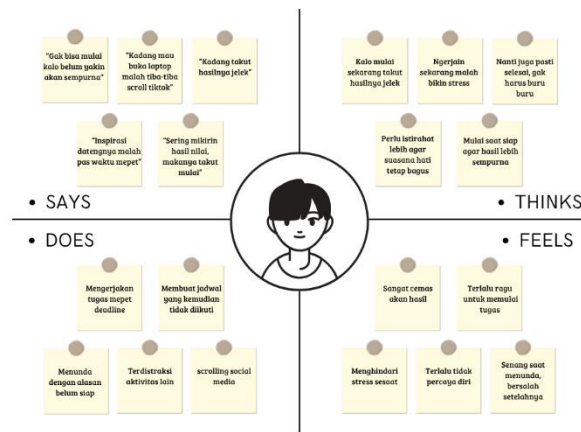 "Gak bisa mulai
kalo belum yakin
akan sempurna"
"Kadang mau
buka laptop
malah tiba-tiba
scroll tiktok"
"Kadang takut
hasilnya jelek"
"Inspirasi
datengnya malah
pas waktu mepet"
"Sering mikirin
hasil nilai,
makanya takut
mulai"
• SAYS
Kalo mulai
sekarang takut
hasilnya jelek
Ngerjain
sekarang malah
bikin stress
Nanti juga pasti
selesai, gak
harus buru
buru
Perlu istirahat
lebih agar
suasana hati
tetap bagus
Mulai saat siap
agar hasil lebih
sempurna
• THINKS
• DOES
Mengerjakan
tugas mepet
deadline
Membuat jadwal
yang kemudian
tidak diikuti
Menunda
dengan alasan
belum siap
Terdistraksi
aktivitas lain
scrolling social
media
• FEELS
Sangat cemas
akan hasil
Terlalu ragu
untuk memulai
tugas
Menghindari
stress sesaat
Terlalu tidak
percaya diri
Senang saat
menunda,
bersalah
setelahnya